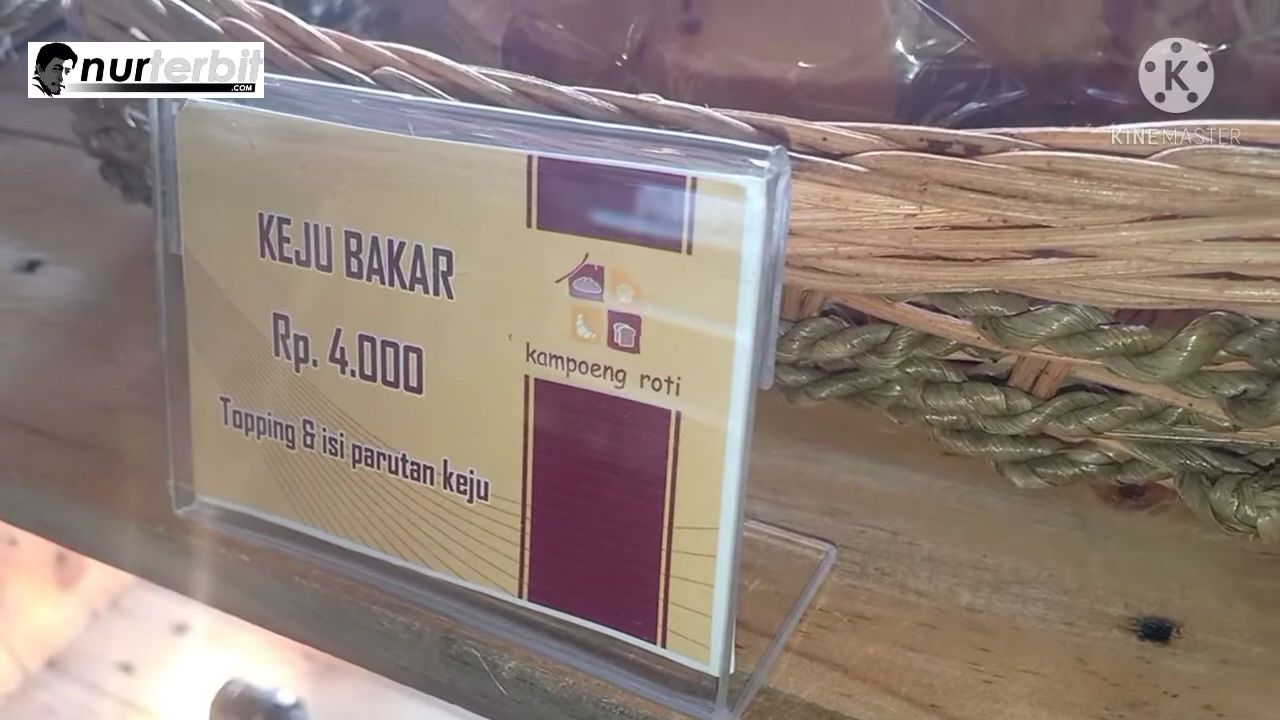 nurterbit
.COM
K
KINEMASTER
KEJU BAKAR
Rp. 4.000
Topping & isi parutan keju
kampoeng roti